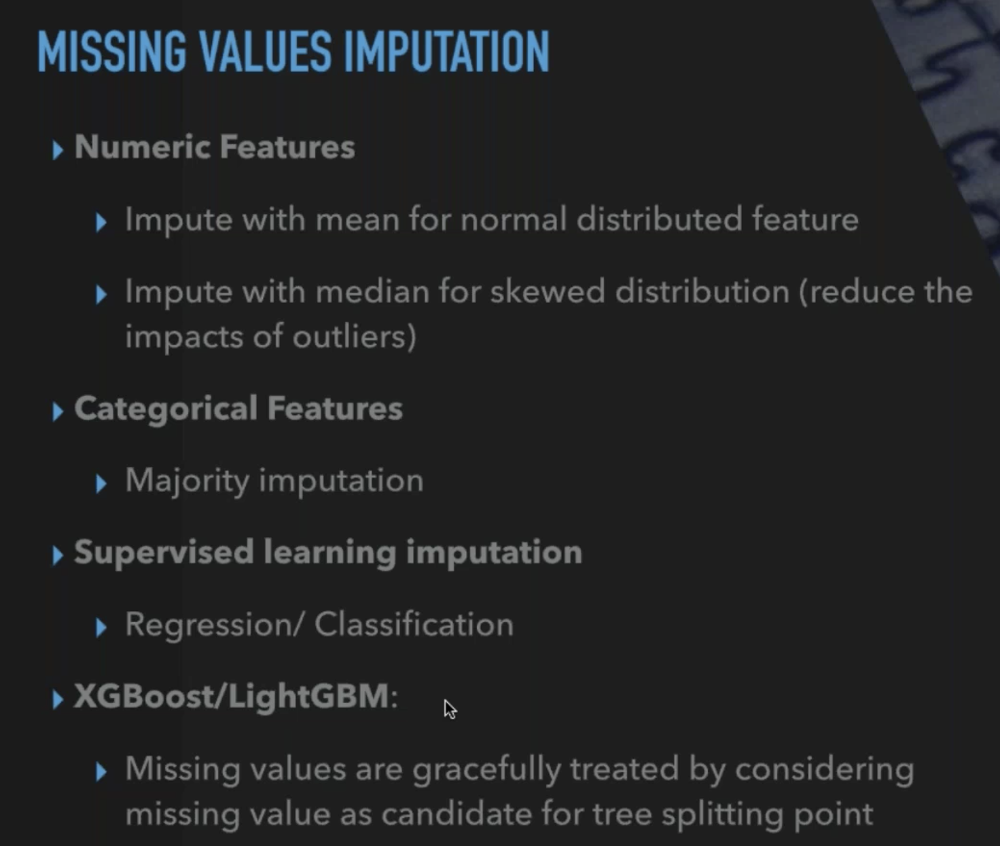 MISSING VALUES IMPUTATION
Numeric Features
Impute with mean for normal distributed feature
Impute with median for skewed distribution (reduce the
impacts of outliers)
Categorical Features
Majority imputation
Supervised learning imputation
Regression/ Classification
XGBoost/LightGBM:
Missing values are gracefully treated by considering
missing value as candidate for tree splitting point